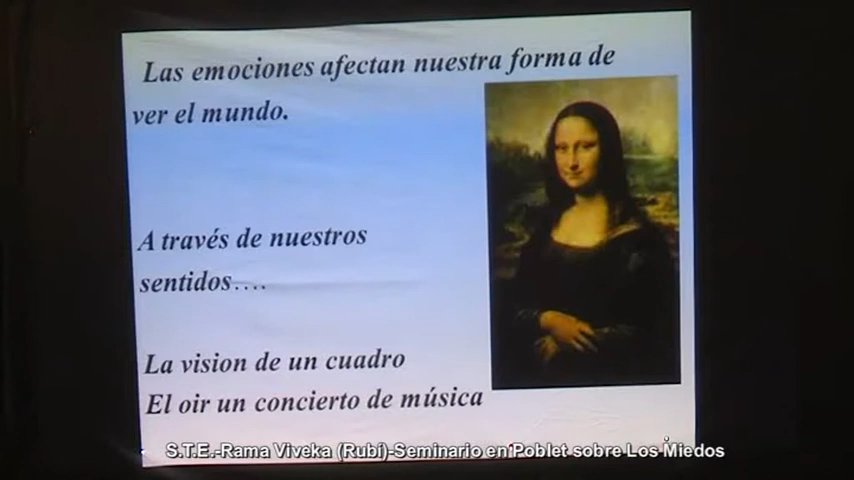 Las emociones afectan nuestra forma de
ver el mundo.
A través de nuestros
sentidos....
La vision de un cuadro
El oir un concierto de música
S.T.E.-Rama Viveka (Rubí)-Seminario en Poblet sobre Los Miedos